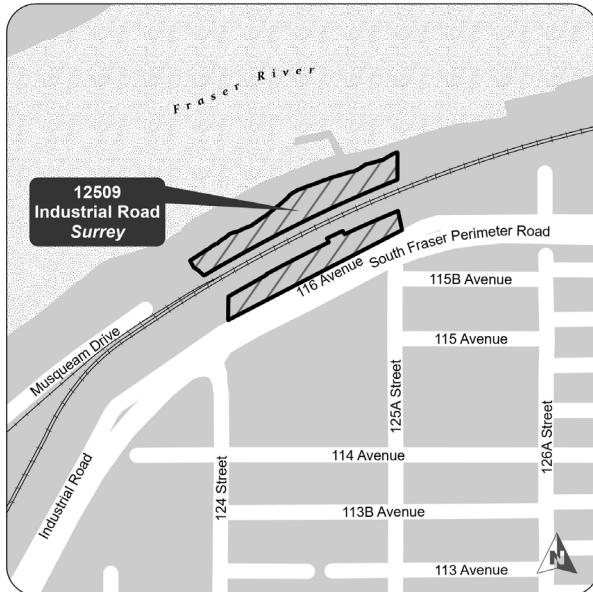 Fraser River
12509
Industrial Road
Surrey
South Fraser Perimeter Road
116 Avenue
115B Avenue
Musqueam Drive
115 Avenue
125A Street
126A Street
114 Avenue
Industrial Road
124 Street
113B Avenue
N
113 Avenue